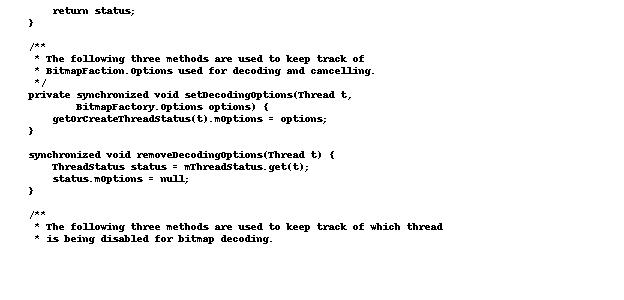 return status;
}
/**
* The following three methods are used to keep track of
* BitmapFaction.Options used for decoding and cancelling.
*/
private synchronized void setDecodingOptions(Thread t,
BitmapFactory.Options options) {
getOrCreateThreadStatus(t).mOptions = options;
}
synchronized void removeDecodingOptions(Thread t) {
ThreadStatus status = mThreadStatus.get(t);
status.mOptions = null;
}
/**
* The following three methods are used to keep track of which thread
* is being disabled for bitmap decoding.